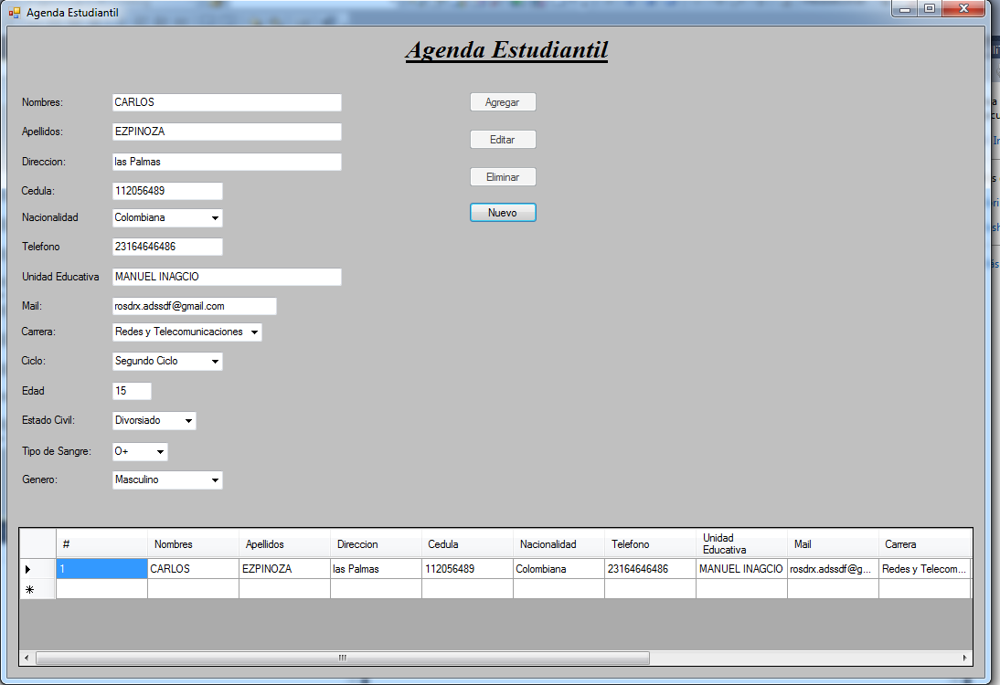 Agenda Estudiantil
Agenda Estudiantil
Nombres: CARLOS Agregar
Apellidos: EZPINOZA Editar
Direccion: las Palmas
Eliminar
Cedula: 112056489
Nacionalidad Colombiana Nuevo
Telefono 23164646486
Unidad Educativa MANUEL INAGCIO
Mail: rosdrx.adssdf@gmail.com
Carrera: Redes y Telecomunicaciones
Ciclo: Segundo Ciclo
Edad 15
Estado Civil: Divorsiado
Tipo de Sangre: O+
Genero: Masculino
# Nombres Apellidos Direccion Cedula Nacionalidad Telefono Unidad Educativa Mail Carrera
1 CARLOS EZPINOZA las Palmas 112056489 Colombiana 23164646486 MANUEL INAGCIO rosdrx.adssdf@g... Redes y Telecom...